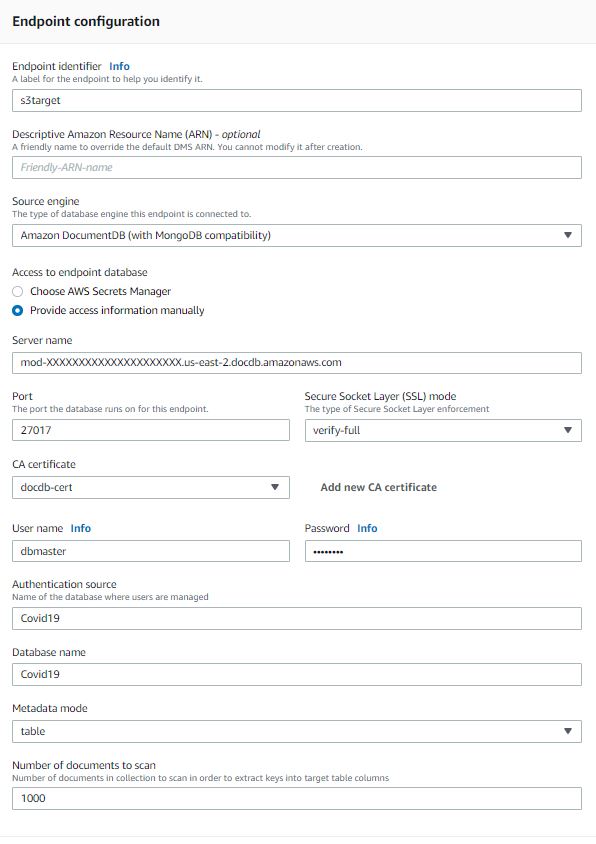 Endpoint configuration
Endpoint identifier Info
A label for the endpoint to help you identify it.
s3target
Descriptive Amazon Resource Name (ARN) - optional
A friendly name to override the default DMS ARN. You cannot modify it after creation.
Friendly-ARN-name
Source engine
The type of database engine this endpoint is connected to.
Amazon DocumentDB (with MongoDB compatibility)
Access to endpoint database
Choose AWS Secrets Manager
Provide access information manually
Server name
mod-XXXXXXXXXXXXXXXXXXXXX.us-east-2.docdb.amazonaws.com
Port
The port the database runs on for this endpoint.
27017
Secure Socket Layer (SSL) mode
The type of Secure Socket Layer enforcement
verify-full
CA certificate
docdb-cert
Add new CA certificate
User name Info
dbmaster
Password Info
••••••••
Authentication source
Name of the database where users are managed
Covid19
Database name
Covid19
Metadata mode
table
Number of documents to scan
Number of documents in collection to scan in order to extract keys into target table columns
1000